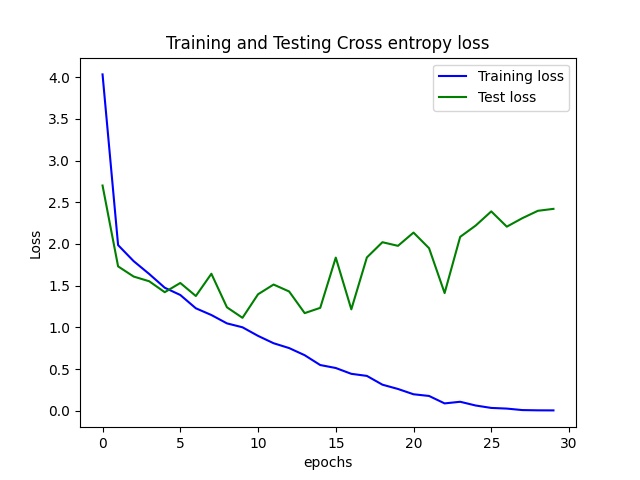 Training and Testing Cross entropy loss
Training loss
Test loss
4.0
3.5
3.0
2.5
2.0
1.5
1.0
0.5
0.0
Loss
0 5 10 15 20 25 30
epochs